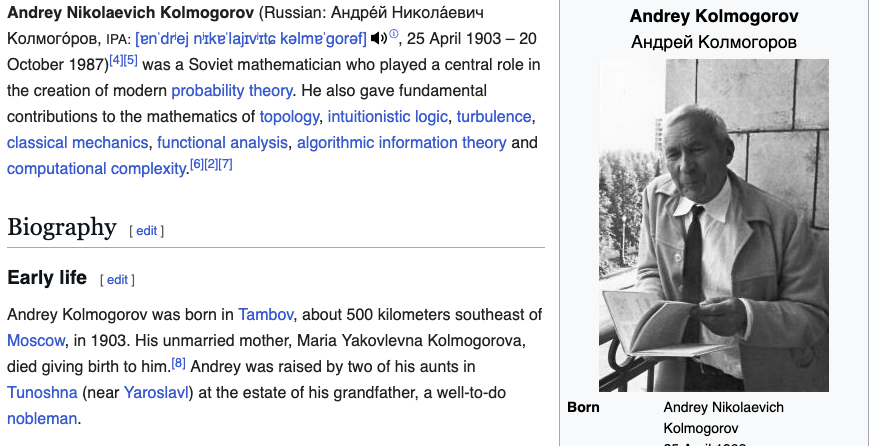 Andrey Nikolaevich Kolmogorov (Russian: Андре́й Никола́евич
Колмого́ров, IPA: [ɐnˈdrʲej nʲɪkɐˈlajɪvʲɪtɕ kəlmɐˈɡorəf] ⓘ, 25 April 1903 – 20
October 1987)[4][5] was a Soviet mathematician who played a central role in
the creation of modern probability theory. He also gave fundamental
contributions to the mathematics of topology, intuitionistic logic, turbulence,
classical mechanics, functional analysis, algorithmic information theory and
computational complexity.[6][2][7]
Biography [ edit ]
Early life [ edit ]
Andrey Kolmogorov was born in Tambov, about 500 kilometers southeast of
Moscow, in 1903. His unmarried mother, Maria Yakovlevna Kolmogorova,
died giving birth to him.[8] Andrey was raised by two of his aunts in
Tunoshna (near Yaroslavl) at the estate of his grandfather, a well-to-do
nobleman.
Andrey Kolmogorov
Андрей Колмогоров
Born Andrey Nikolaevich
Kolmogorov